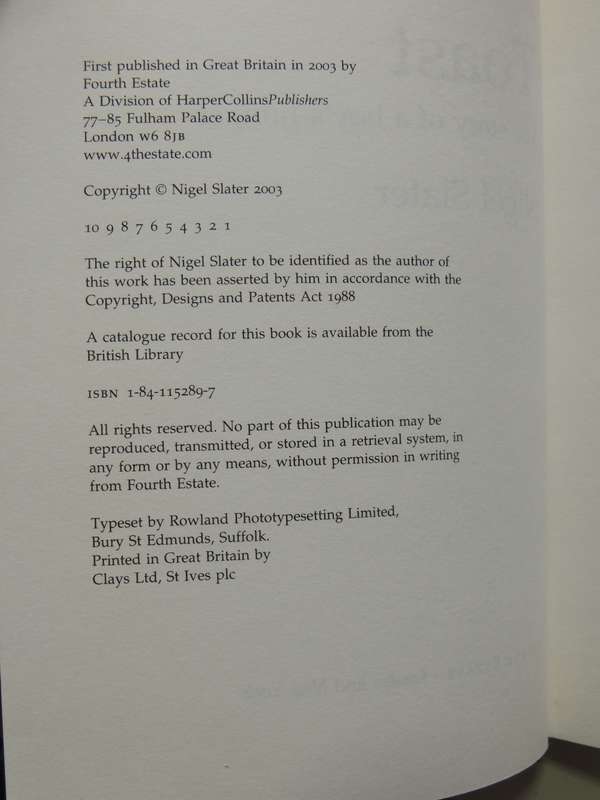 First published in Great Britain in 2003 by
Fourth Estate
A Division of HarperCollinsPublishers
77–85 Fulham Palace Road
London W6 8JB
www.4thestate.com
Copyright © Nigel Slater 2003
10 9 8 7 6 5 4 3 2 1
The right of Nigel Slater to be identified as the author of
this work has been asserted by him in accordance with the
Copyright, Designs and Patents Act 1988
A catalogue record for this book is available from the
British Library
ISBN 1-84-115289-7
All rights reserved. No part of this publication may be
reproduced, transmitted, or stored in a retrieval system, in
any form or by any means, without permission in writing
from Fourth Estate.
Typeset by Rowland Phototypesetting Limited,
Bury St Edmunds, Suffolk.
Printed in Great Britain by
Clays Ltd, St Ives plc